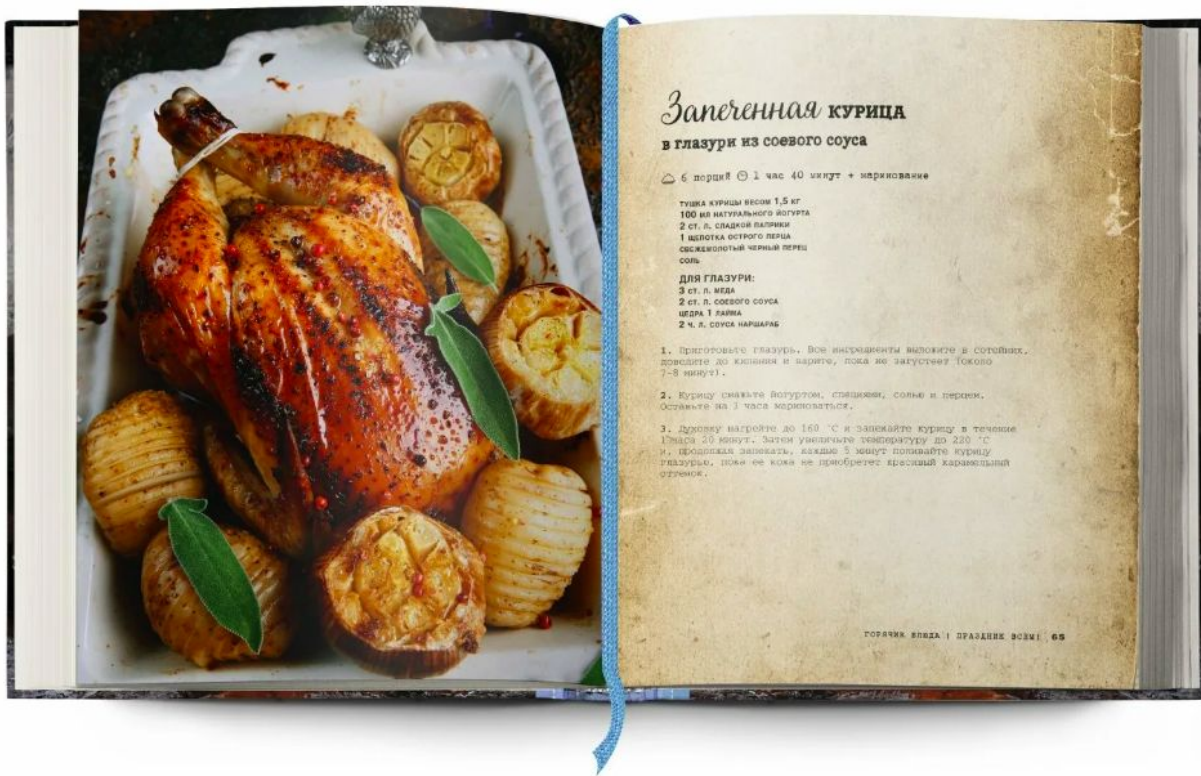 Запеченная КУРИЦА
в глазури из соевого соуса
6 порций 1 час 40 минут + маринование
ТУШКА КУРИЦЫ ВЕСОМ 1,5 КГ
100 МЛ НАТУРАЛЬНОГО ЙОГУРТА
2 СТ. Л. СЛАДКОЙ ПАПРИКИ
1 ЩЕПОТКА ОСТРОГО ПЕРЦА
СВЕЖЕМОЛОТЫЙ ЧЕРНЫЙ ПЕРЕЦ
СОЛЬ
ДЛЯ ГЛАЗУРИ:
3 СТ. Л. МЕДА
2 СТ. Л. СОЕВОГО СОУСА
ЦЕДРА 1 ЛАЙМА
2 Ч. Л. СОУСА НАРШАРАБ
1. Приготовьте глазурь. Все ингредиенты выложите в сотейник,
доведите до кипения и варите, пока не загустеет (около
7-8 минут).
2. Курицу смажьте йогуртом, специями, солью и перцем.
Оставьте на 1 час мариноваться.
3. Духовку нагрейте до 160 °С и запекайте курицу в течение
1 часа 20 минут. Затем увеличьте температуру до 220 °С
и, продолжая запекать, каждые 5 минут поливайте курицу
глазурью, пока ее кожа не приобретет красивый карамельный
оттенок.
ГОРЯЧИЕ БЛЮДА | ПРАЗДНИК ВСЕМ! 65